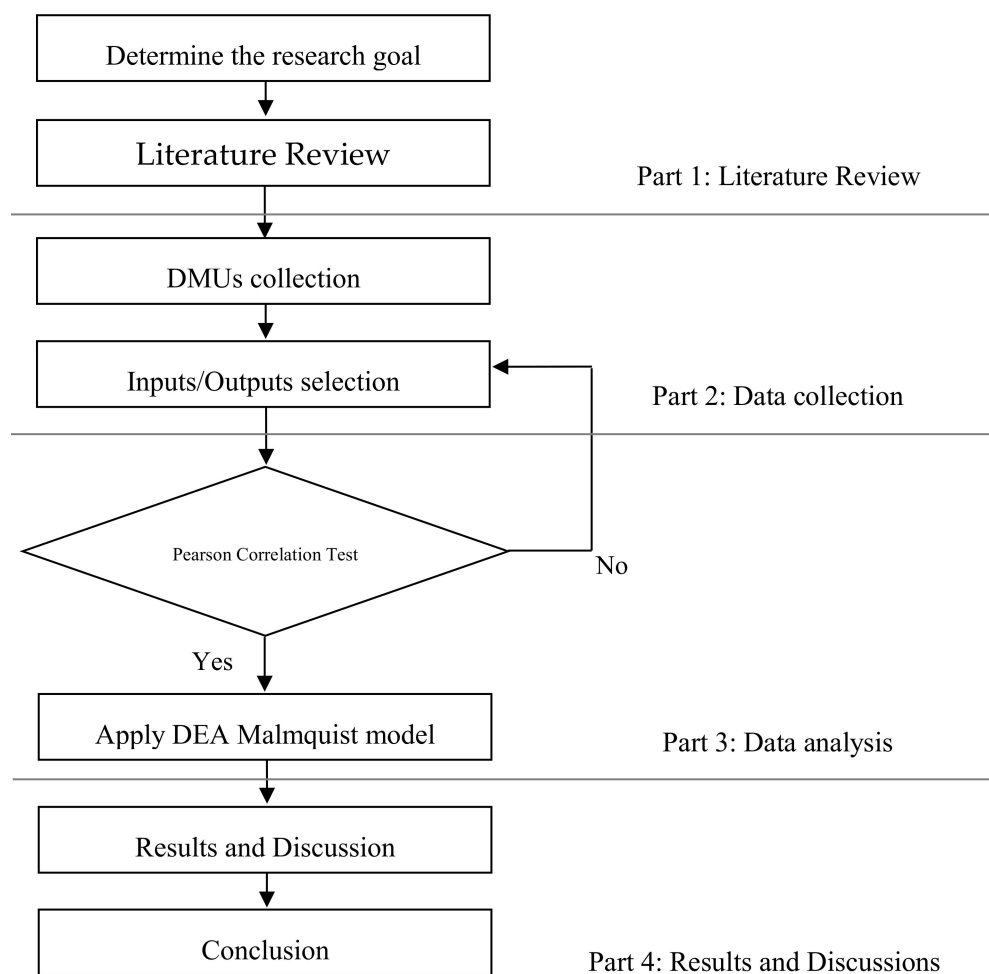 Determine the research goal
Literature Review
Part 1: Literature Review
DMUs collection
Inputs/Outputs selection
Part 2: Data collection
Pearson Correlation Test
No
Yes
Apply DEA Malmquist model
Part 3: Data analysis
Results and Discussion
Conclusion
Part 4: Results and Discussions